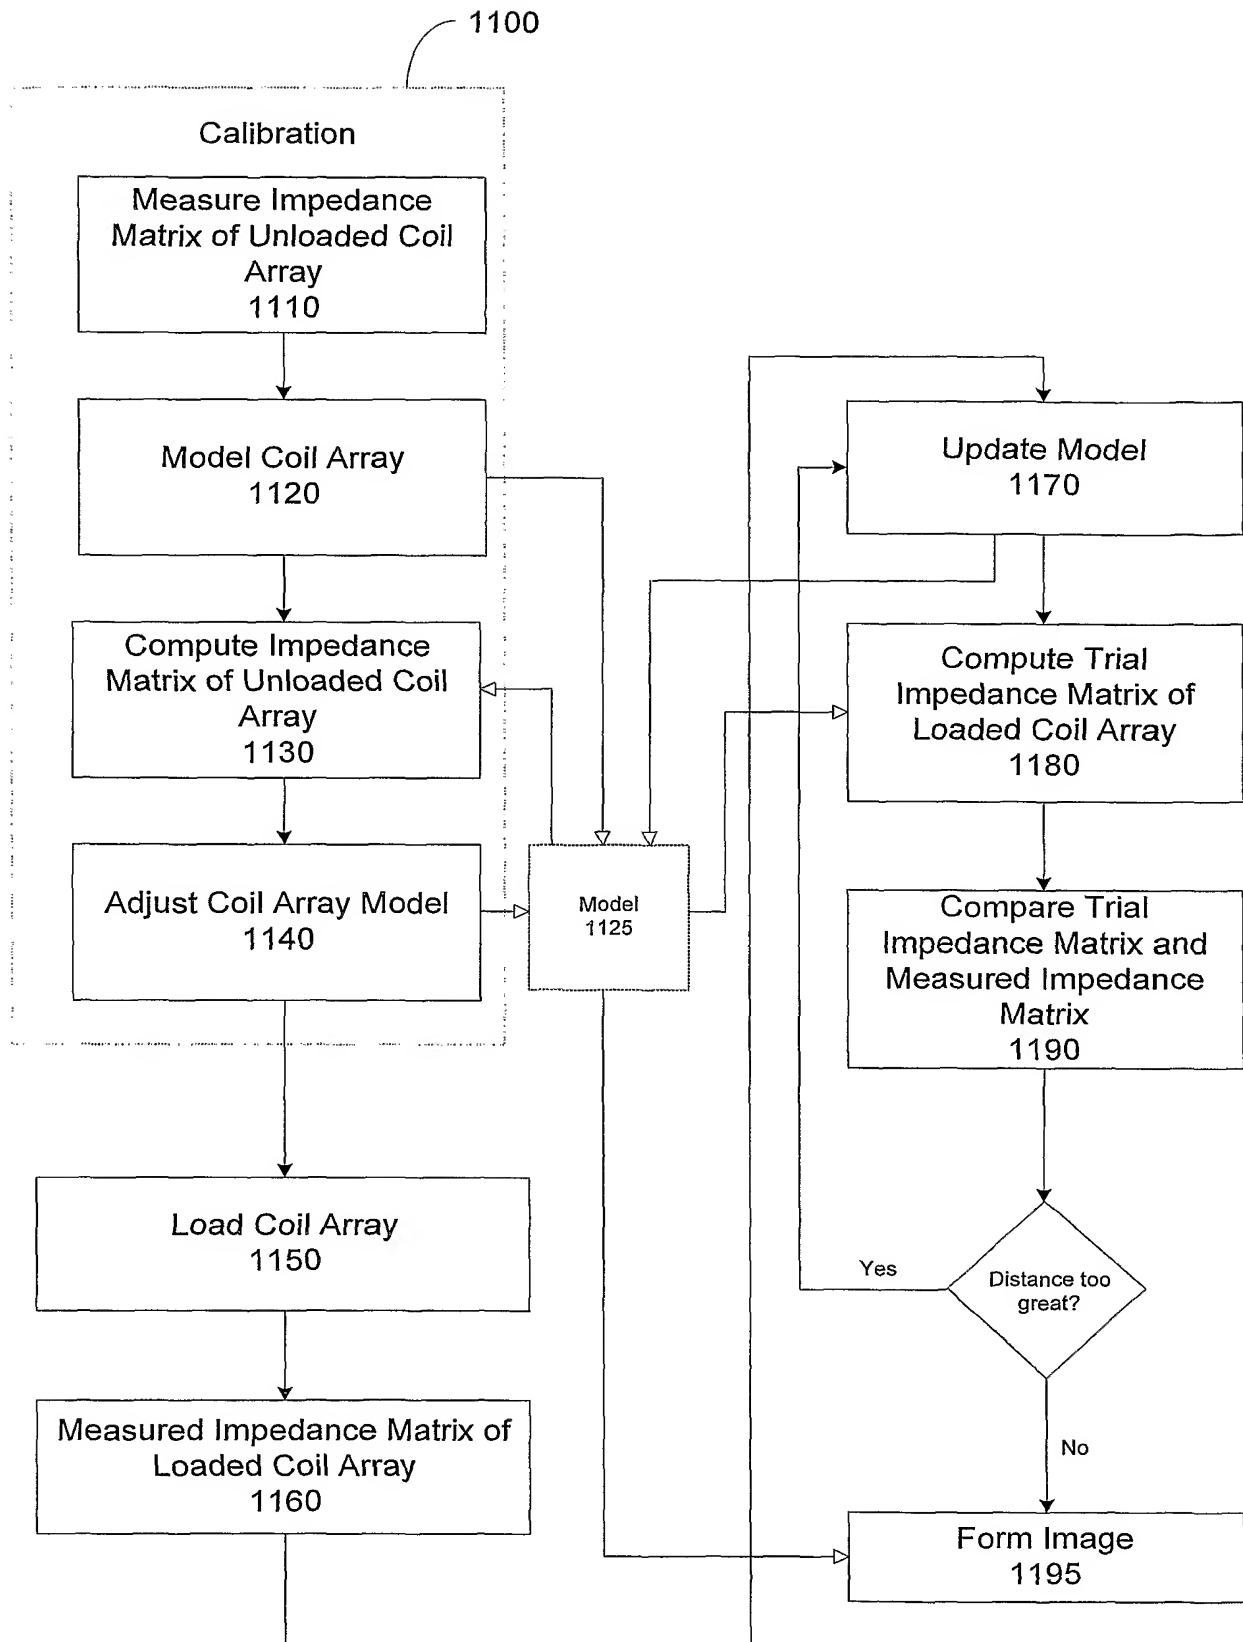 1100
Calibration
Measure Impedance
Matrix of Unloaded Coil
Array
1110
Model Coil Array
1120
Compute Impedance
Matrix of Unloaded Coil
Array
1130
Adjust Coil Array Model
1140
Model
1125
Load Coil Array
1150
Measured Impedance Matrix of
Loaded Coil Array
1160
Update Model
1170
Compute Trial
Impedance Matrix of
Loaded Coil Array
1180
Compare Trial
Impedance Matrix and
Measured Impedance
Matrix
1190
Distance too
great?
Yes
No
Form Image
1195